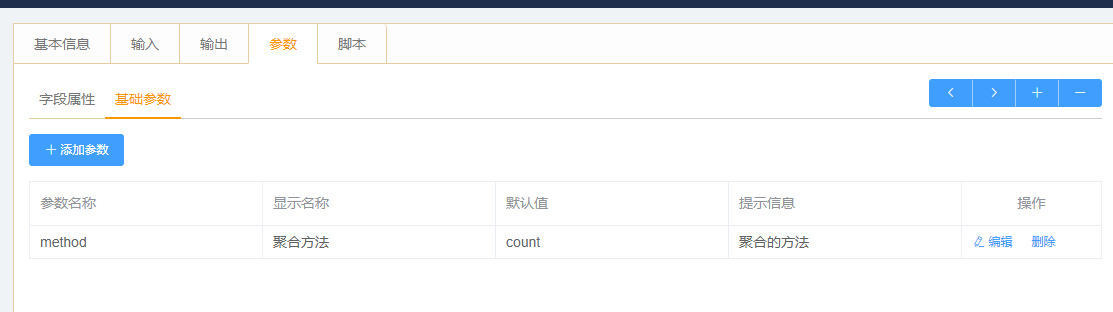 基本信息 输入 输出 参数 脚本
字段属性 基础参数
+ 添加参数
参数名称 显示名称 默认值 提示信息 操作
method 聚合方法 count 聚合的方法 编辑 删除